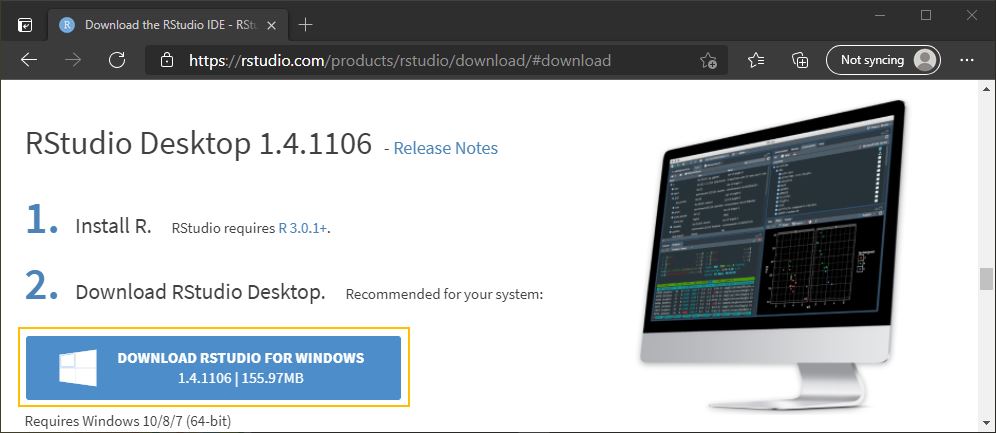 Download the RStudio IDE - RStu
https://rstudio.com/products/rstudio/download/#download
Not syncing
RStudio Desktop 1.4.1106 - Release Notes
1. Install R. RStudio requires R 3.0.1+.
2. Download RStudio Desktop. Recommended for your system:
DOWNLOAD RSTUDIO FOR WINDOWS
1.4.1106 | 155.97MB
Requires Windows 10/8/7 (64-bit)